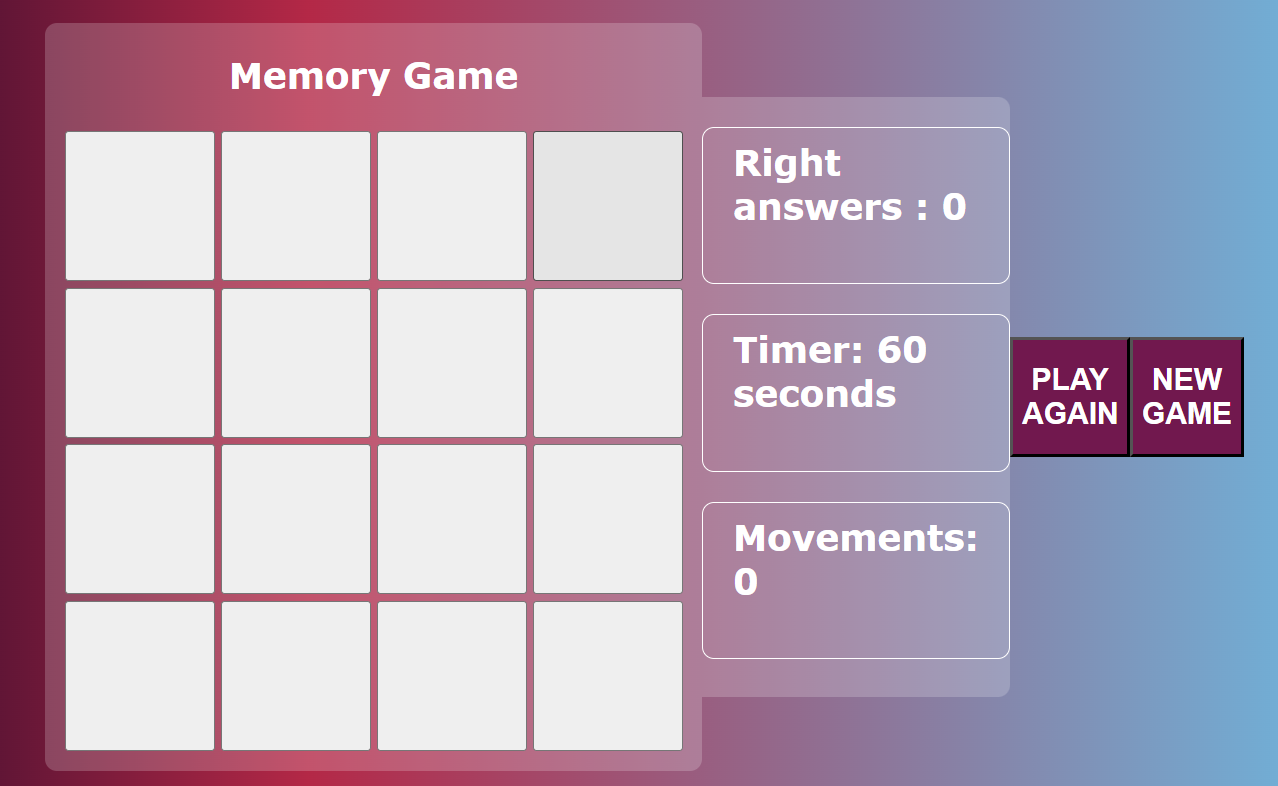 Memory Game
Right
answers : 0
Timer: 60
seconds
Movements:
0
PLAY
AGAIN
NEW
GAME